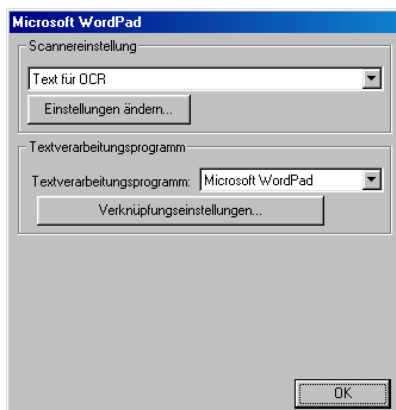 Microsoft WordPad
Scannereinstellung
Text für OCR
Einstellungen ändern...
Textverarbeitungsprogramm
Textverarbeitungsprogramm: Microsoft WordPad
Verknüpfungseinstellungen...
OK